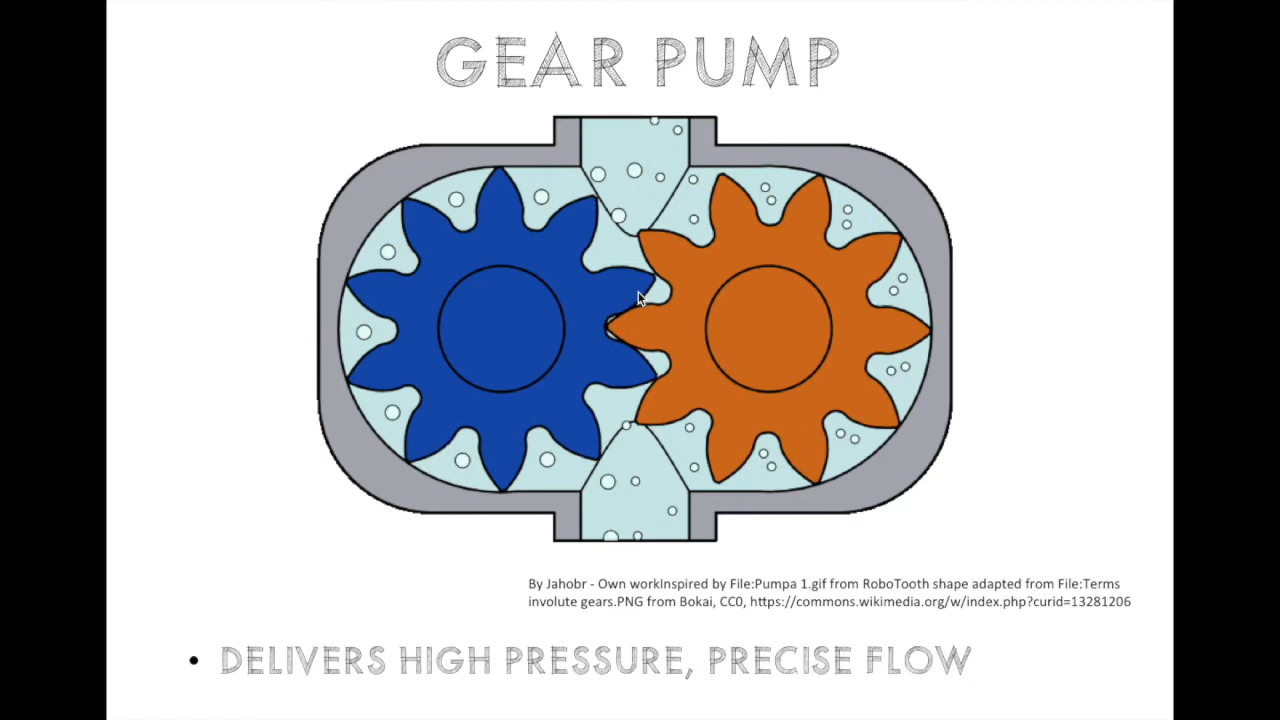 GEAR PUMP
By Jahobr - Own workInspired by File:Pumpa 1.gif from RoboTooth shape adapted from File:Terms
involute gears.PNG from Bokai, CC0, https://commons.wikimedia.org/w/index.php?curid=13281206
• DELIVERS HIGH PRESSURE, PRECISE FLOW